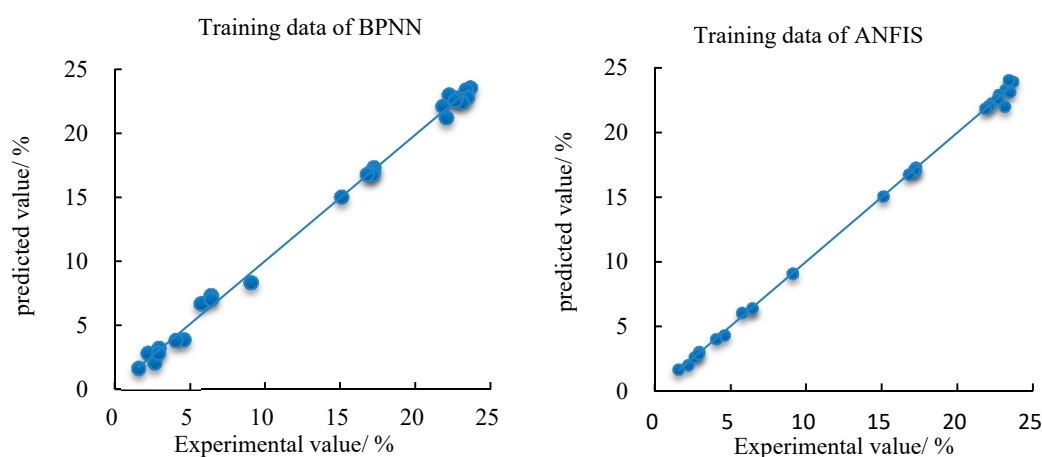 Training data of BPNN
25
20
15
10
5
0
0 5 10 15 20 25
predicted value/ %
Experimental value/ %
Training data of ANFIS
25
20
15
10
5
0
0 5 10 15 20 25
predicted value/ %
Experimental value/ %